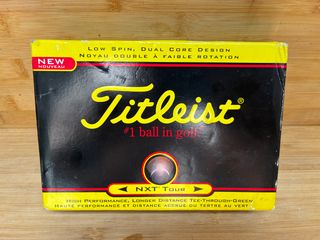 Low Spin, Dual Core Design
Noyau double à faible rotation
NEW
NOUVEAU
Titleist®
#1 ball in golf
NXT Tour
High Performance, Longer Distance Tee-Through-Green
Haute performance et distance accrue du tertre au vert